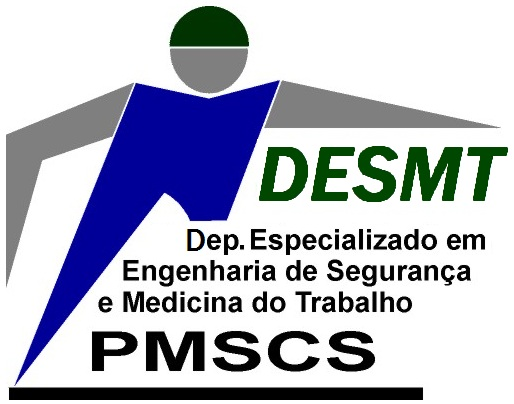 DESMT
Dep. Especializado em
Engenharia de Segurança
e Medicina do Trabalho
PMSCS